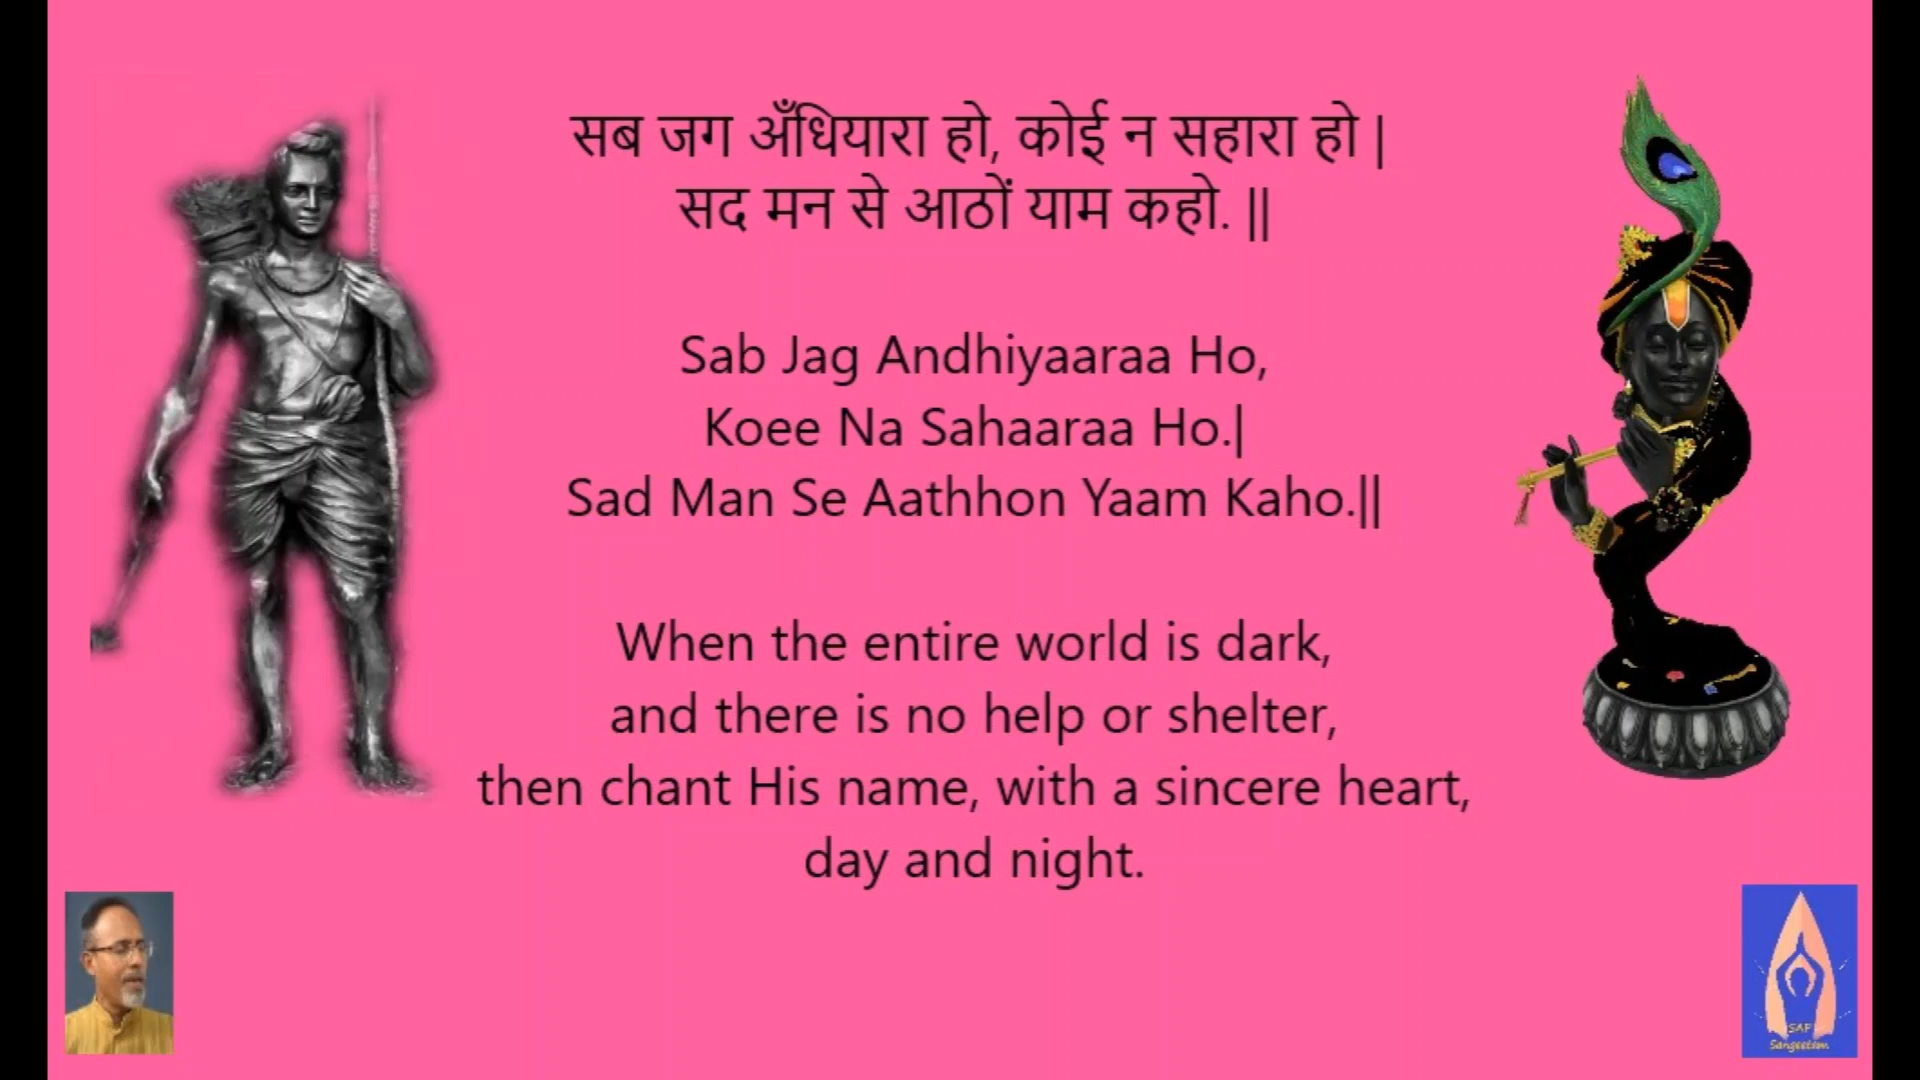 सब जग अँधियारा हो, कोई न सहारा हो |
सद मन से आठों याम कहो. ||
Sab Jag Andhiyaaraa Ho,
Koee Na Sahaaraa Ho.|
Sad Man Se Aathhon Yaam Kaho.||
When the entire world is dark,
and there is no help or shelter,
then chant His name, with a sincere heart,
day and night.
SAP
Sangeetam